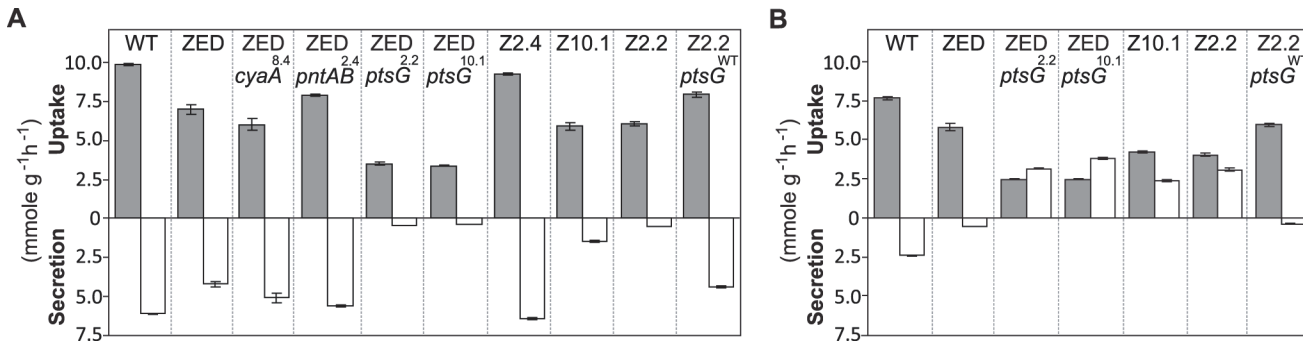 A
WT ZED ZED ZED ZED ZED Z2.4 Z10.1 Z2.2 Z2.2
cyaA 8.4 pntAB 2.4 ptsG 2.2 ptsG 10.1 ptsG WT
10.0
7.5
5.0
2.5
0
2.5
5.0
7.5
Uptake
Secretion
(mmole g -1 h -1)
B
WT ZED ZED ZED Z10.1 Z2.2 Z2.2
ptsG 2.2 ptsG 10.1 ptsG WT
10.0
7.5
5.0
2.5
0
2.5
5.0
7.5
Uptake
Secretion
(mmole g -1 h -1)